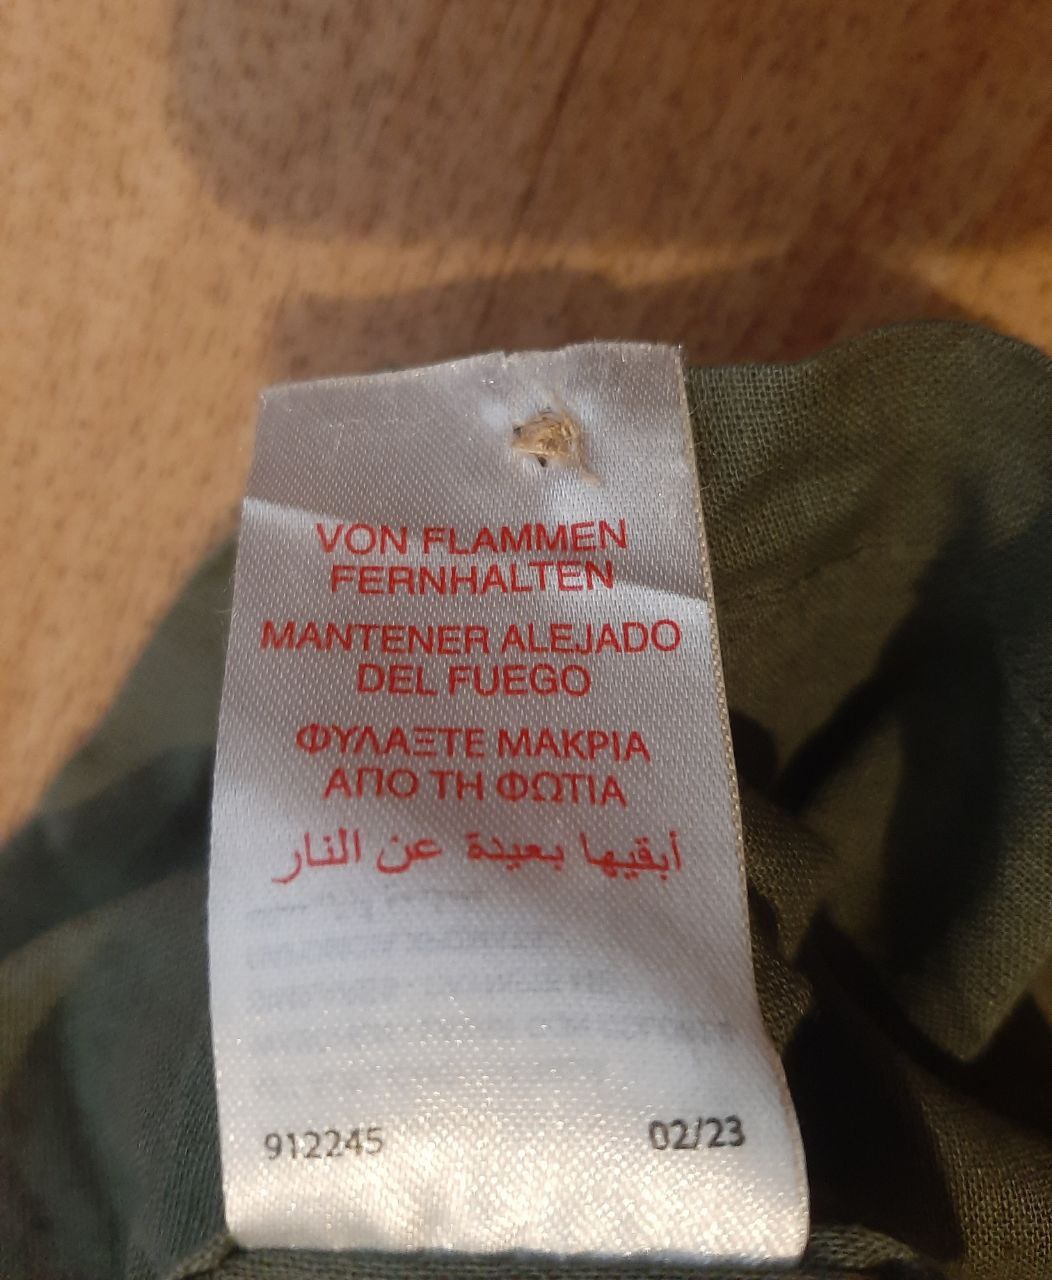 VON FLAMMEN
FERNHALTEN
MANTENER ALEJADO
DEL FUEGO
ΦΥΛΑΞΤΕ ΜΑΚΡΙΑ
ΑΠΟ ΤΗ ΦΩΤΙΑ
أبقيها بعيدة عن النار
912245 02/23